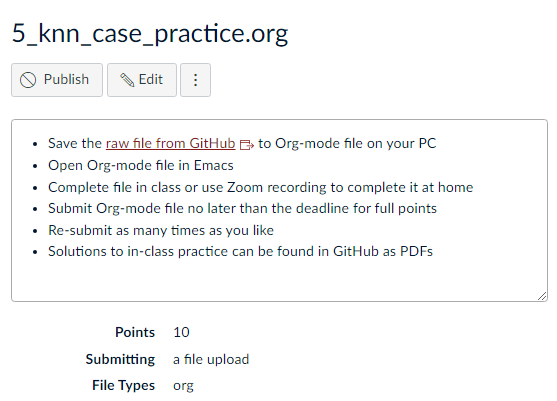 5_knn_case_practice.org
Publish Edit
• Save the raw file from GitHub to Org-mode file on your PC
• Open Org-mode file in Emacs
• Complete file in class or use Zoom recording to complete it at home
• Submit Org-mode file no later than the deadline for full points
• Re-submit as many times as you like
• Solutions to in-class practice can be found in GitHub as PDFs
Points 10
Submitting a file upload
File Types org